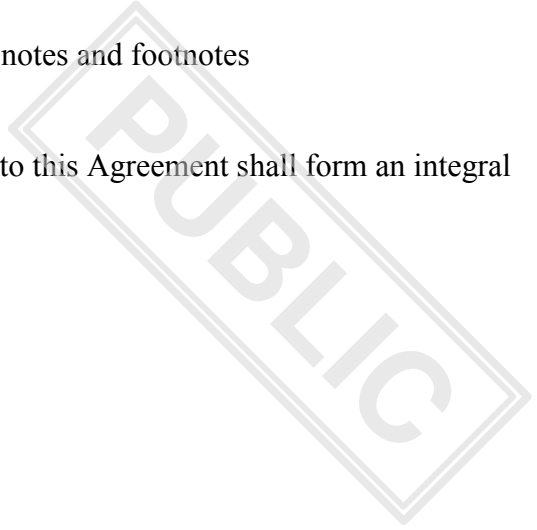 notes and footnotes
to this Agreement shall form an integral
PUBLIC